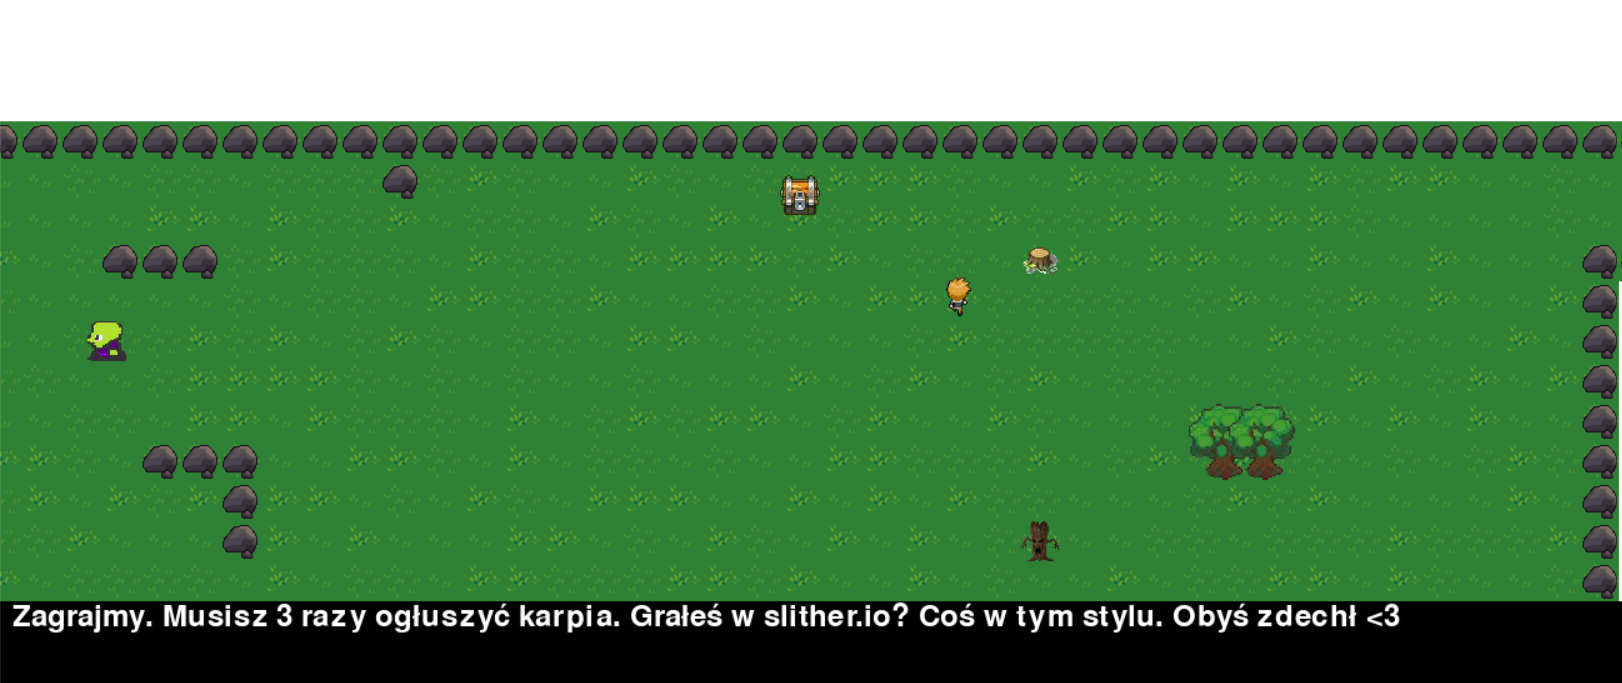 Zagrajmy. Musisz 3 razy ogłuszyć karpia. Grałeś w slither.io? Coś w tym stylu. Obyś zdechł <3